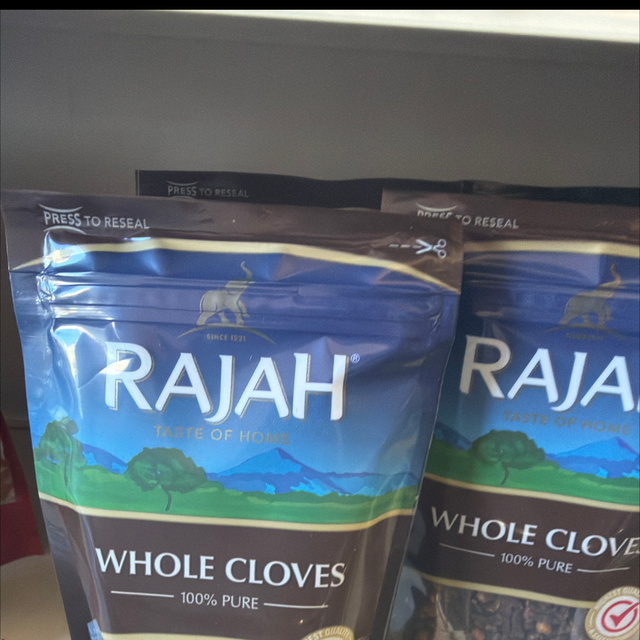 PRESS TO RESEAL
PRESS TO RESEAL
PRESS TO RESEAL
SINCE 1931
RAJAH®
TASTE OF HOME
WHOLE CLOVES
100% PURE
RAJA
TASTE OF HOME
WHOLE CLOVE
100% PURE